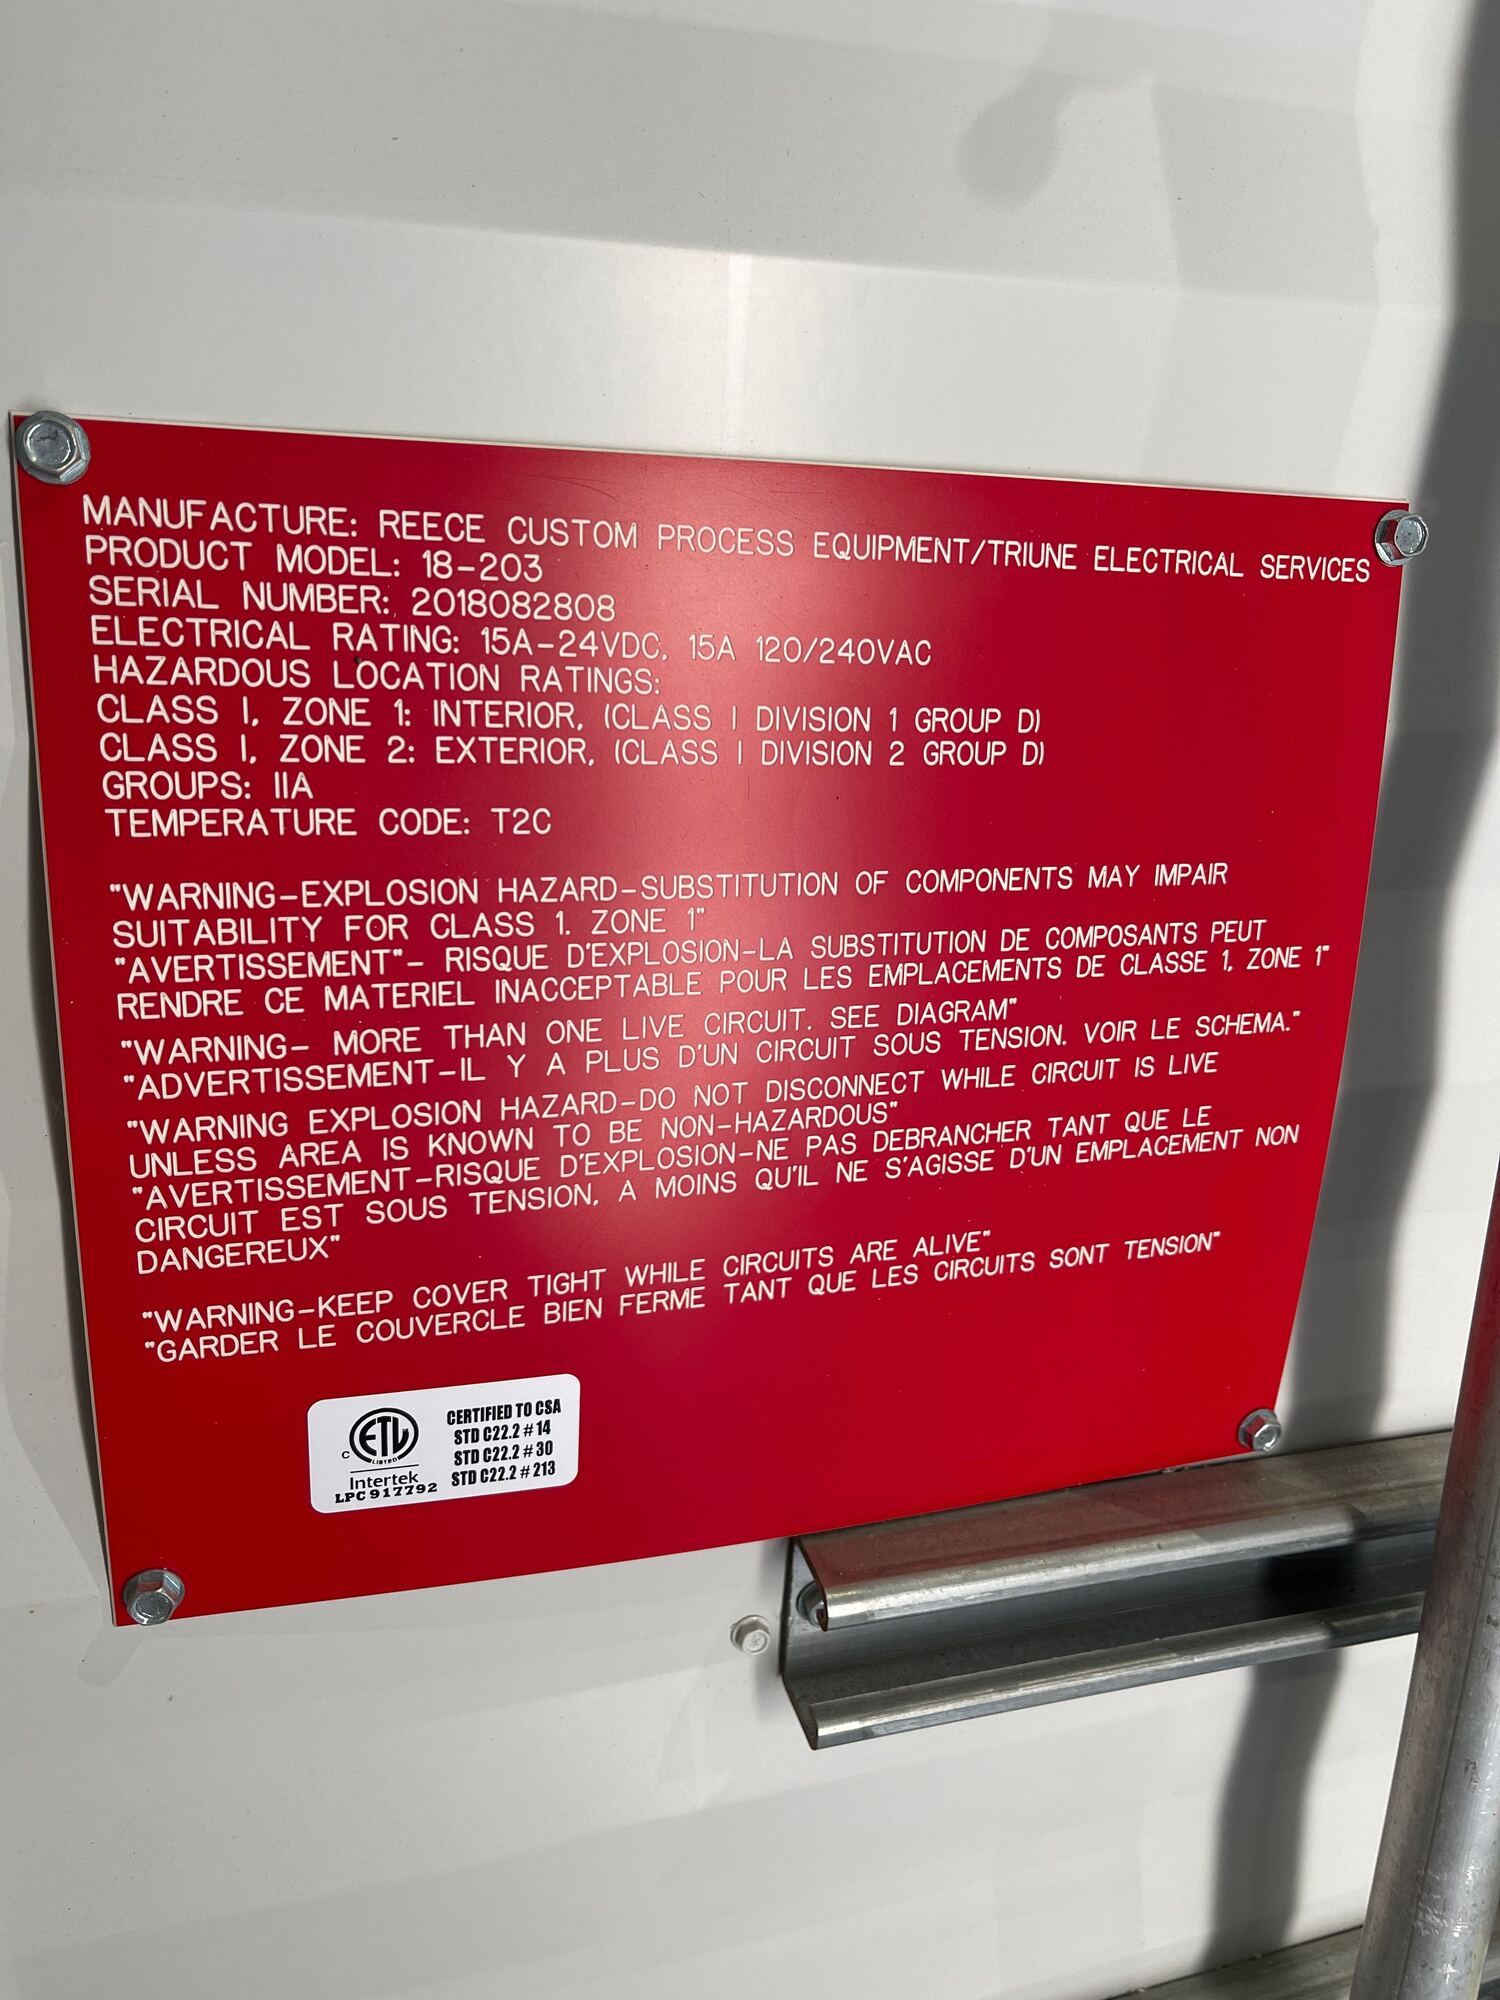 MANUFACTURE: REECE CUSTOM PROCESS EQUIPMENT/TRIUNE ELECTRICAL SERVICES
PRODUCT MODEL: 18-203
SERIAL NUMBER: 2018082808
ELECTRICAL RATING: 15A-24VDC, 15A 120/240VAC
HAZARDOUS LOCATION RATINGS:
CLASS I, ZONE 1: INTERIOR, (CLASS I DIVISION 1 GROUP D)
CLASS I, ZONE 2: EXTERIOR, (CLASS I DIVISION 2 GROUP D)
GROUPS: IIA
TEMPERATURE CODE: T2C
"WARNING-EXPLOSION HAZARD-SUBSTITUTION OF COMPONENTS MAY IMPAIR
SUITABILITY FOR CLASS 1. ZONE 1"
"AVERTISSEMENT"- RISQUE D'EXPLOSION-LA SUBSTITUTION DE COMPOSANTS PEUT
RENDRE CE MATERIEL INACCEPTABLE POUR LES EMPLACEMENTS DE CLASSE 1, ZONE 1"
"WARNING- MORE THAN ONE LIVE CIRCUIT. SEE DIAGRAM"
"ADVERTISSEMENT-IL Y A PLUS D'UN CIRCUIT SOUS TENSION. VOIR LE SCHEMA."
"WARNING EXPLOSION HAZARD-DO NOT DISCONNECT WHILE CIRCUIT IS LIVE
UNLESS AREA IS KNOWN TO BE NON-HAZARDOUS"
"AVERTISSEMENT-RISQUE D'EXPLOSION-NE PAS DEBRANCHER TANT QUE LE
CIRCUIT EST SOUS TENSION, A MOINS QU'IL NE S'AGISSE D'UN EMPLACEMENT NON
DANGEREUX"
"WARNING-KEEP COVER TIGHT WHILE CIRCUITS ARE ALIVE"
"GARDER LE COUVERCLE BIEN FERME TANT QUE LES CIRCUITS SONT TENSION"
C ETL LISTED
Intertek
LPC 917792
CERTIFIED TO CSA
STD C22.2 # 14
STD C22.2 # 30
STD C22.2 # 213